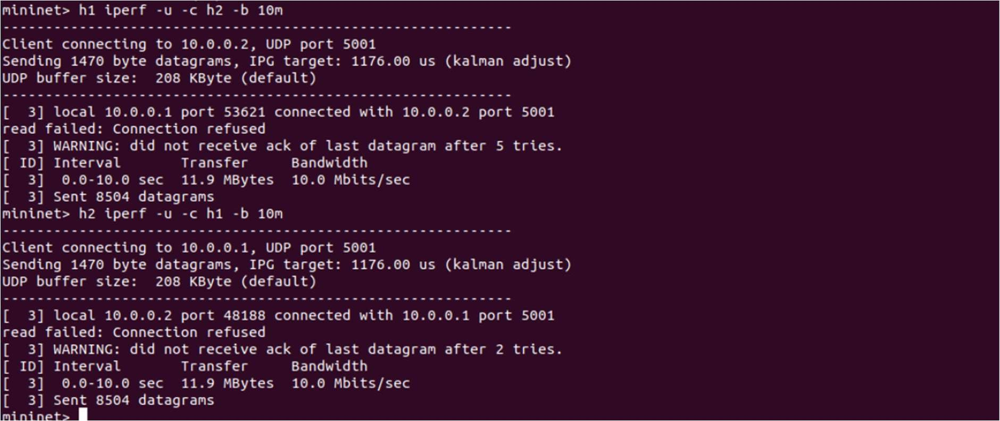 mininet> h1 iperf -u -c h2 -b 10m
------------------------------------------------------------
Client connecting to 10.0.0.2, UDP port 5001
Sending 1470 byte datagrams, IPG target: 1176.00 us (kalman adjust)
UDP buffer size:  208 KByte (default)
------------------------------------------------------------
[  3] local 10.0.0.1 port 53621 connected with 10.0.0.2 port 5001
read failed: Connection refused
[  3] WARNING: did not receive ack of last datagram after 5 tries.
[ ID] Interval       Transfer     Bandwidth
[  3]  0.0-10.0 sec  11.9 MBytes  10.0 Mbits/sec
[  3] Sent 8504 datagrams
mininet> h2 iperf -u -c h1 -b 10m
------------------------------------------------------------
Client connecting to 10.0.0.1, UDP port 5001
Sending 1470 byte datagrams, IPG target: 1176.00 us (kalman adjust)
UDP buffer size:  208 KByte (default)
------------------------------------------------------------
[  3] local 10.0.0.2 port 48188 connected with 10.0.0.1 port 5001
read failed: Connection refused
[  3] WARNING: did not receive ack of last datagram after 2 tries.
[ ID] Interval       Transfer     Bandwidth
[  3]  0.0-10.0 sec  11.9 MBytes  10.0 Mbits/sec
[  3] Sent 8504 datagrams
mininet>